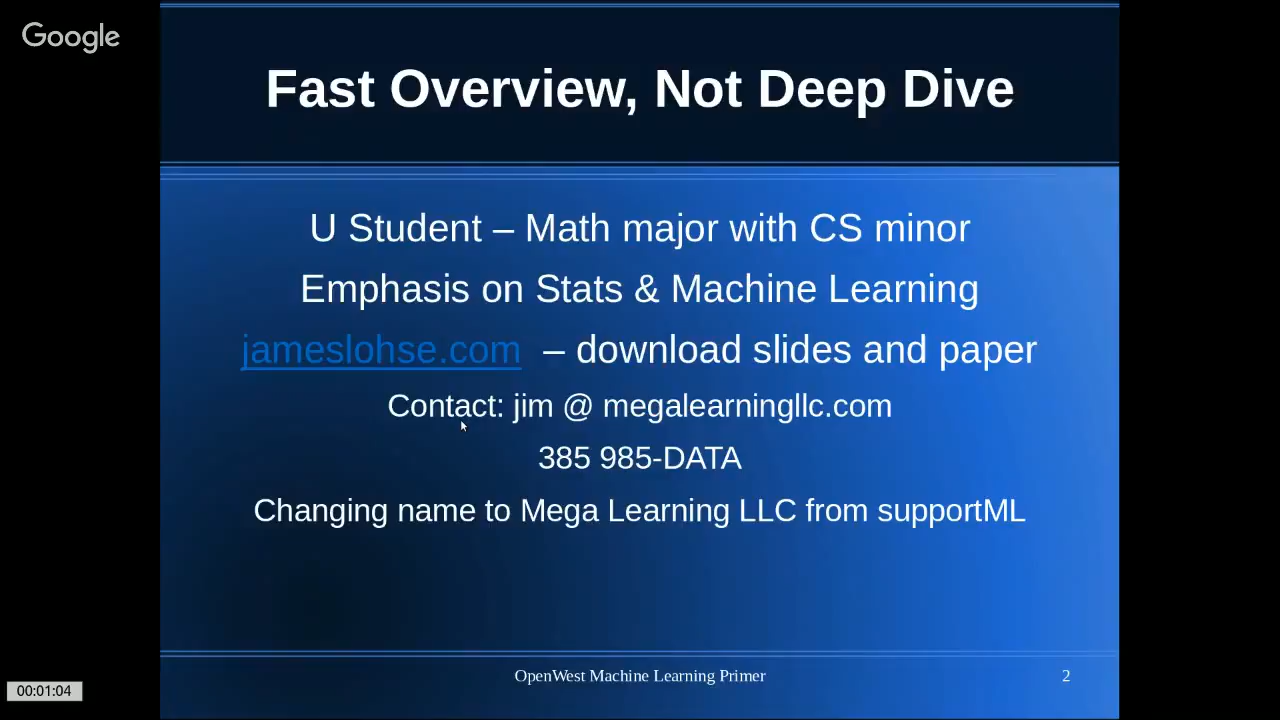 Google
Fast Overview, Not Deep Dive
U Student – Math major with CS minor
Emphasis on Stats & Machine Learning
jameslohse.com – download slides and paper
Contact: jim @ megalearningllc.com
385 985-DATA
Changing name to Mega Learning LLC from supportML
OpenWest Machine Learning Primer 2
00:01:04